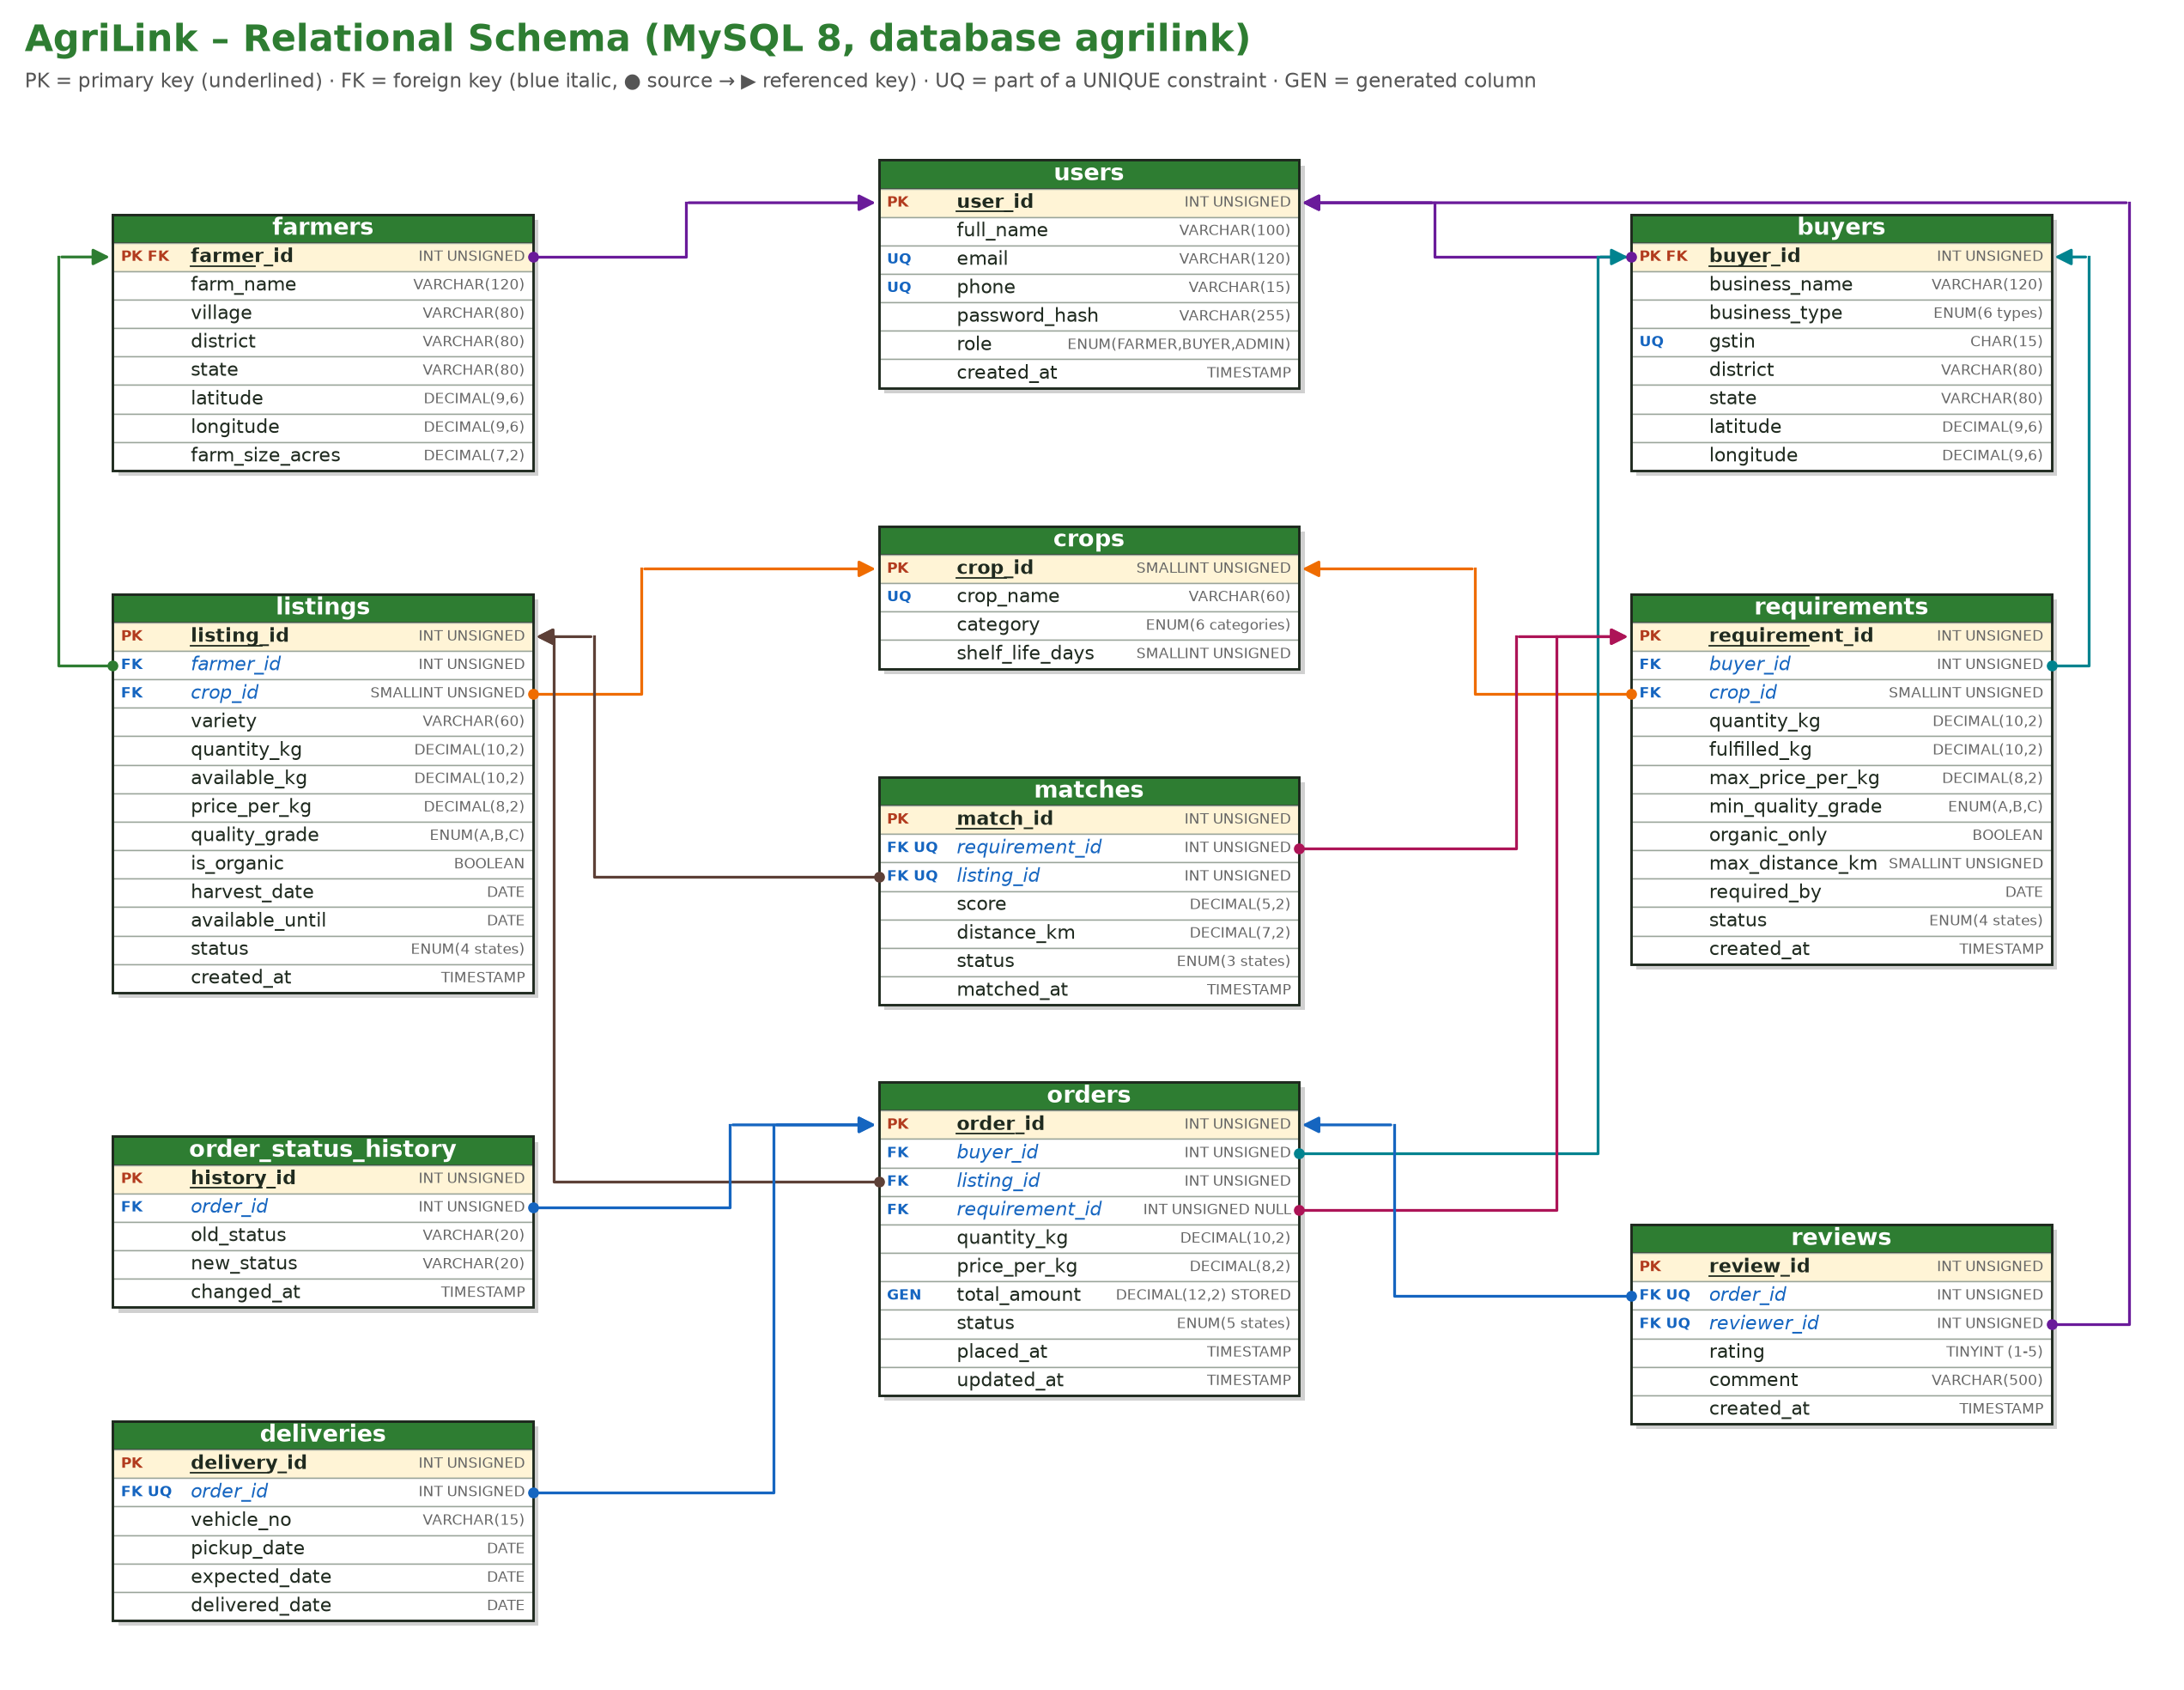 AgriLink – Relational Schema (MySQL 8, database agrilink)
PK = primary key (underlined) · FK = foreign key (blue italic, ● source → ▶ referenced key) · UQ = part of a UNIQUE constraint · GEN = generated column
users
PK user_id INT UNSIGNED
full_name VARCHAR(100)
UQ email VARCHAR(120)
UQ phone VARCHAR(15)
password_hash VARCHAR(255)
role ENUM(FARMER,BUYER,ADMIN)
created_at TIMESTAMP
farmers
PK FK farmer_id INT UNSIGNED
farm_name VARCHAR(120)
village VARCHAR(80)
district VARCHAR(80)
state VARCHAR(80)
latitude DECIMAL(9,6)
longitude DECIMAL(9,6)
farm_size_acres DECIMAL(7,2)
buyers
PK FK buyer_id INT UNSIGNED
business_name VARCHAR(120)
business_type ENUM(6 types)
UQ gstin CHAR(15)
district VARCHAR(80)
state VARCHAR(80)
latitude DECIMAL(9,6)
longitude DECIMAL(9,6)
crops
PK crop_id SMALLINT UNSIGNED
UQ crop_name VARCHAR(60)
category ENUM(6 categories)
shelf_life_days SMALLINT UNSIGNED
listings
PK listing_id INT UNSIGNED
FK farmer_id INT UNSIGNED
FK crop_id SMALLINT UNSIGNED
variety VARCHAR(60)
quantity_kg DECIMAL(10,2)
available_kg DECIMAL(10,2)
price_per_kg DECIMAL(8,2)
quality_grade ENUM(A,B,C)
is_organic BOOLEAN
harvest_date DATE
available_until DATE
status ENUM(4 states)
created_at TIMESTAMP
requirements
PK requirement_id INT UNSIGNED
FK buyer_id INT UNSIGNED
FK crop_id SMALLINT UNSIGNED
quantity_kg DECIMAL(10,2)
fulfilled_kg DECIMAL(10,2)
max_price_per_kg DECIMAL(8,2)
min_quality_grade ENUM(A,B,C)
organic_only BOOLEAN
max_distance_km SMALLINT UNSIGNED
required_by DATE
status ENUM(4 states)
created_at TIMESTAMP
matches
PK match_id INT UNSIGNED
FK UQ requirement_id INT UNSIGNED
FK UQ listing_id INT UNSIGNED
score DECIMAL(5,2)
distance_km DECIMAL(7,2)
status ENUM(3 states)
matched_at TIMESTAMP
orders
PK order_id INT UNSIGNED
FK buyer_id INT UNSIGNED
FK listing_id INT UNSIGNED
FK requirement_id INT UNSIGNED NULL
quantity_kg DECIMAL(10,2)
price_per_kg DECIMAL(8,2)
GEN total_amount DECIMAL(12,2) STORED
status ENUM(5 states)
placed_at TIMESTAMP
updated_at TIMESTAMP
order_status_history
PK history_id INT UNSIGNED
FK order_id INT UNSIGNED
old_status VARCHAR(20)
new_status VARCHAR(20)
changed_at TIMESTAMP
reviews
PK review_id INT UNSIGNED
FK UQ order_id INT UNSIGNED
FK UQ reviewer_id INT UNSIGNED
rating TINYINT (1-5)
comment VARCHAR(500)
created_at TIMESTAMP
deliveries
PK delivery_id INT UNSIGNED
FK UQ order_id INT UNSIGNED
vehicle_no VARCHAR(15)
pickup_date DATE
expected_date DATE
delivered_date DATE